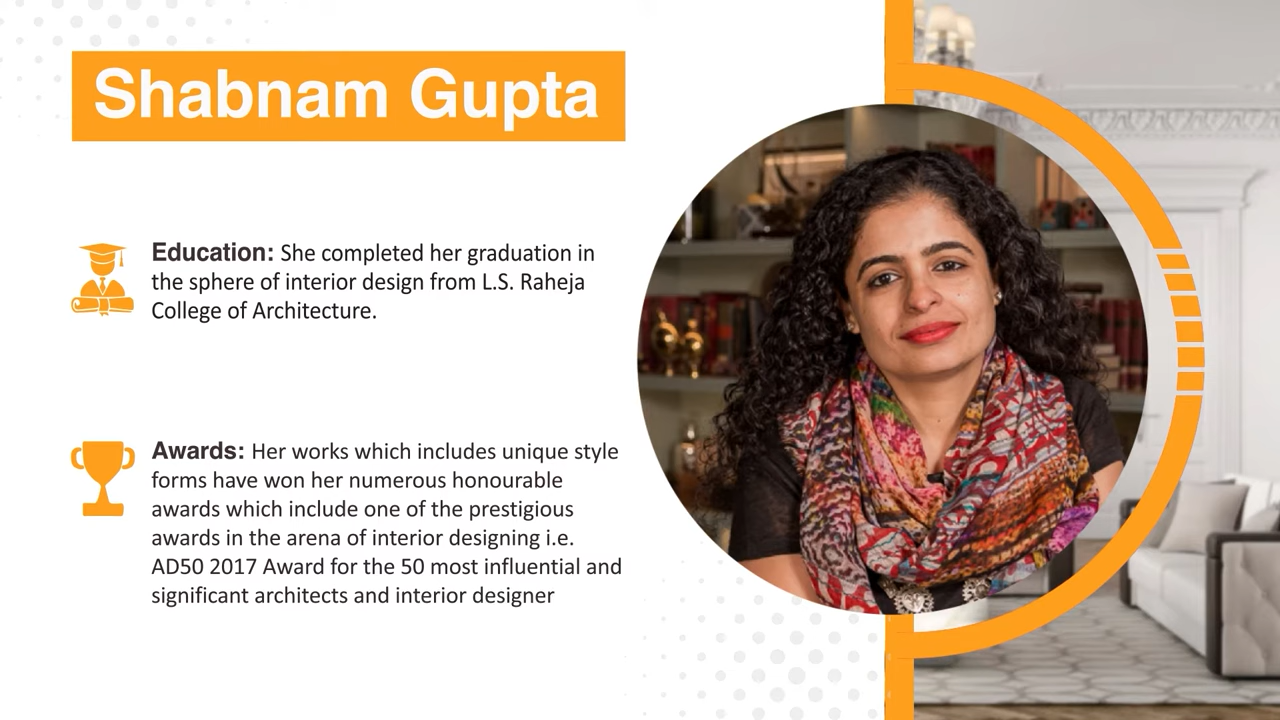 Shabnam Gupta
Education: She completed her graduation in
the sphere of interior design from L.S. Raheja
College of Architecture.
Awards: Her works which includes unique style
forms have won her numerous honourable
awards which include one of the prestigious
awards in the arena of interior designing i.e.
AD50 2017 Award for the 50 most influential and
significant architects and interior designer